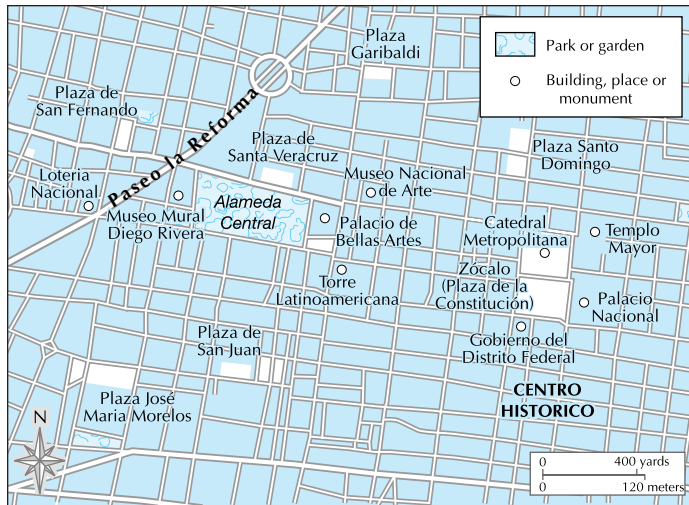 Plaza
Garibaldi
Park or garden
Building, place or
monument
Plaza de
San Fernando
Paseo la Reforma
Plaza de
Santa Veracruz
Plaza Santo
Domingo
Loteria
Nacional
Museo Mural
Diego Rivera
Alameda
Central
Museo Nacional
de Arte
Palacio de
Bellas Artes
Catedral
Metropolitana
Templo
Mayor
Torre
Latinoamericana
Zócalo
(Plaza de la
Constitución)
Palacio
Nacional
Plaza de
San Juan
Gobierno del
Distrito Federal
Plaza José
Maria Morelos
CENTRO
HISTORICO
N
0 400 yards
0 120 meters